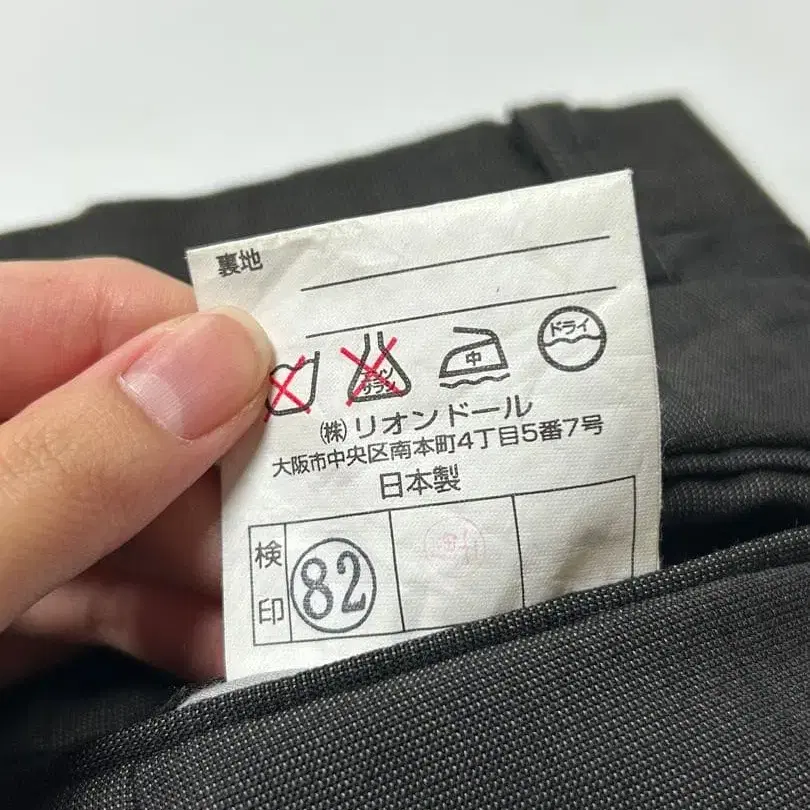 裏地
中
ドライ
(株)リオンドール
大阪市中央区南本町4丁目5番7号
日本製
検印
82